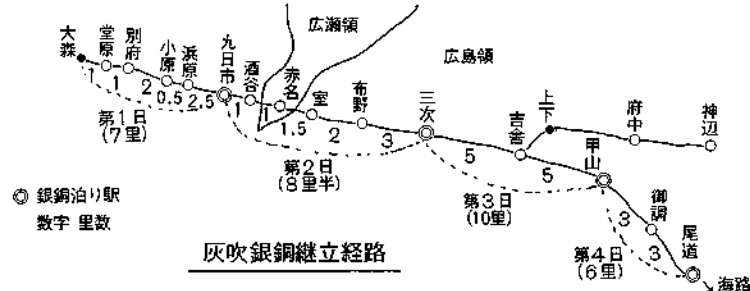 大森
堂原
別府
小原
浜原
九日市
酒谷
赤名
室
布野
三次
吉舎
上下
府中
神辺
甲山
御調
尾道
海路
広瀬領
広島領
1
1
2
0.5
2.5
1
1
1.5
2
3
5
5
3
3
第1日
(7里)
第2日
(8里半)
第3日
(10里)
第4日
(6里)
◎ 銀銅泊り駅
数字 里数
灰吹銀銅継立経路